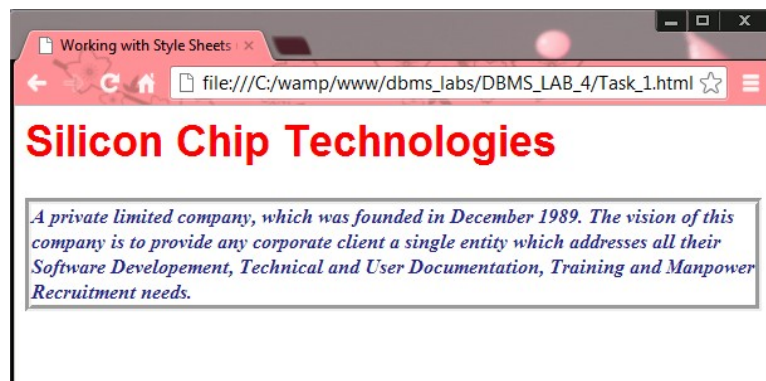 Working with Style Sheets
file:///C:/wamp/www/dbms_labs/DBMS_LAB_4/Task_1.html
Silicon Chip Technologies
A private limited company, which was founded in December 1989. The vision of this
company is to provide any corporate client a single entity which addresses all their
Software Developement, Technical and User Documentation, Training and Manpower
Recruitment needs.